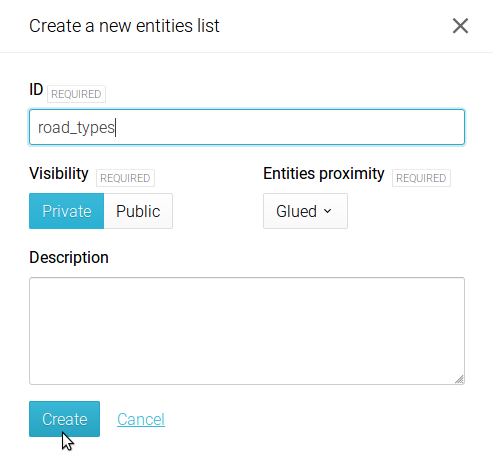 Create a new entities list
ID REQUIRED
road_types
Visibility REQUIRED Entities proximity REQUIRED
Private Public Glued
Description
Create Cancel